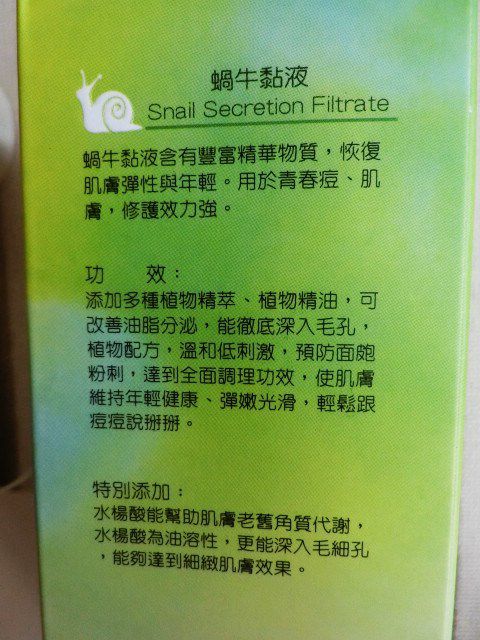 蝸牛黏液
Snail Secretion Filtrate
蝸牛黏液含有豐富精華物質，恢復
肌膚彈性與年輕。用於青春痘、肌
膚，修護效力強。
功　　效：
添加多種植物精萃、植物精油，可
改善油脂分泌，能徹底深入毛孔，
植物配方，溫和低刺激，預防面皰
粉刺，達到全面調理功效，使肌膚
維持年輕健康、彈嫩光滑，輕鬆跟
痘痘說掰掰。
特別添加：
水楊酸能幫助肌膚老舊角質代謝，
水楊酸為油溶性，更能深入毛細孔
，能夠達到細緻肌膚效果。